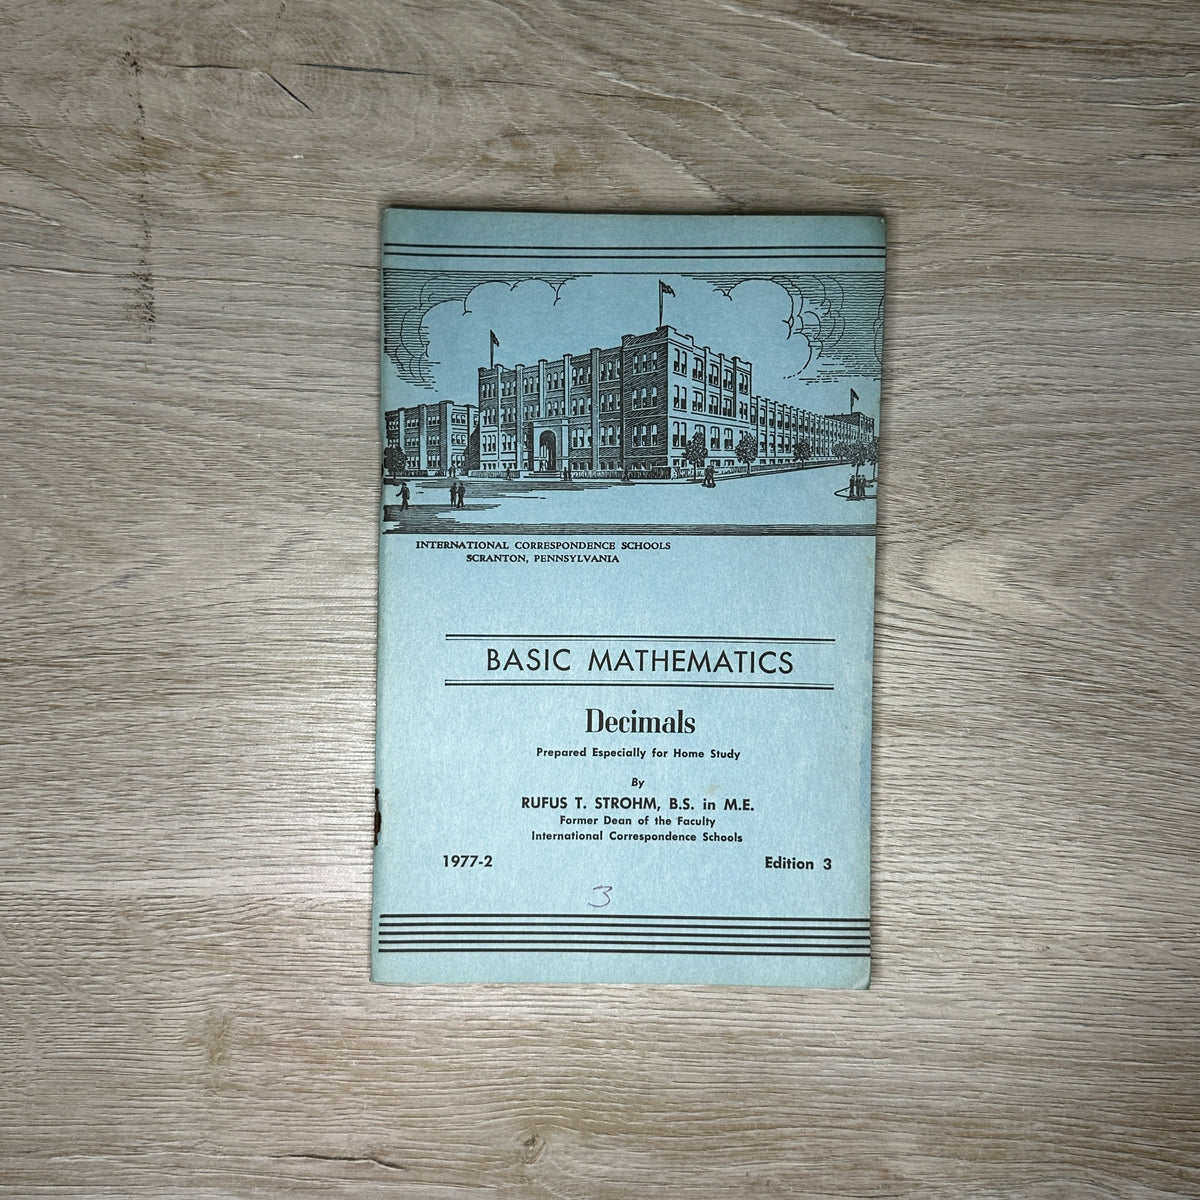 INTERNATIONAL CORRESPONDENCE SCHOOLS
SCRANTON, PENNSYLVANIA
BASIC MATHEMATICS
Decimals
Prepared Especially for Home Study
By
RUFUS T. STROHM, B.S. in M.E.
Former Dean of the Faculty
International Correspondence Schools
1977-2 Edition 3
3